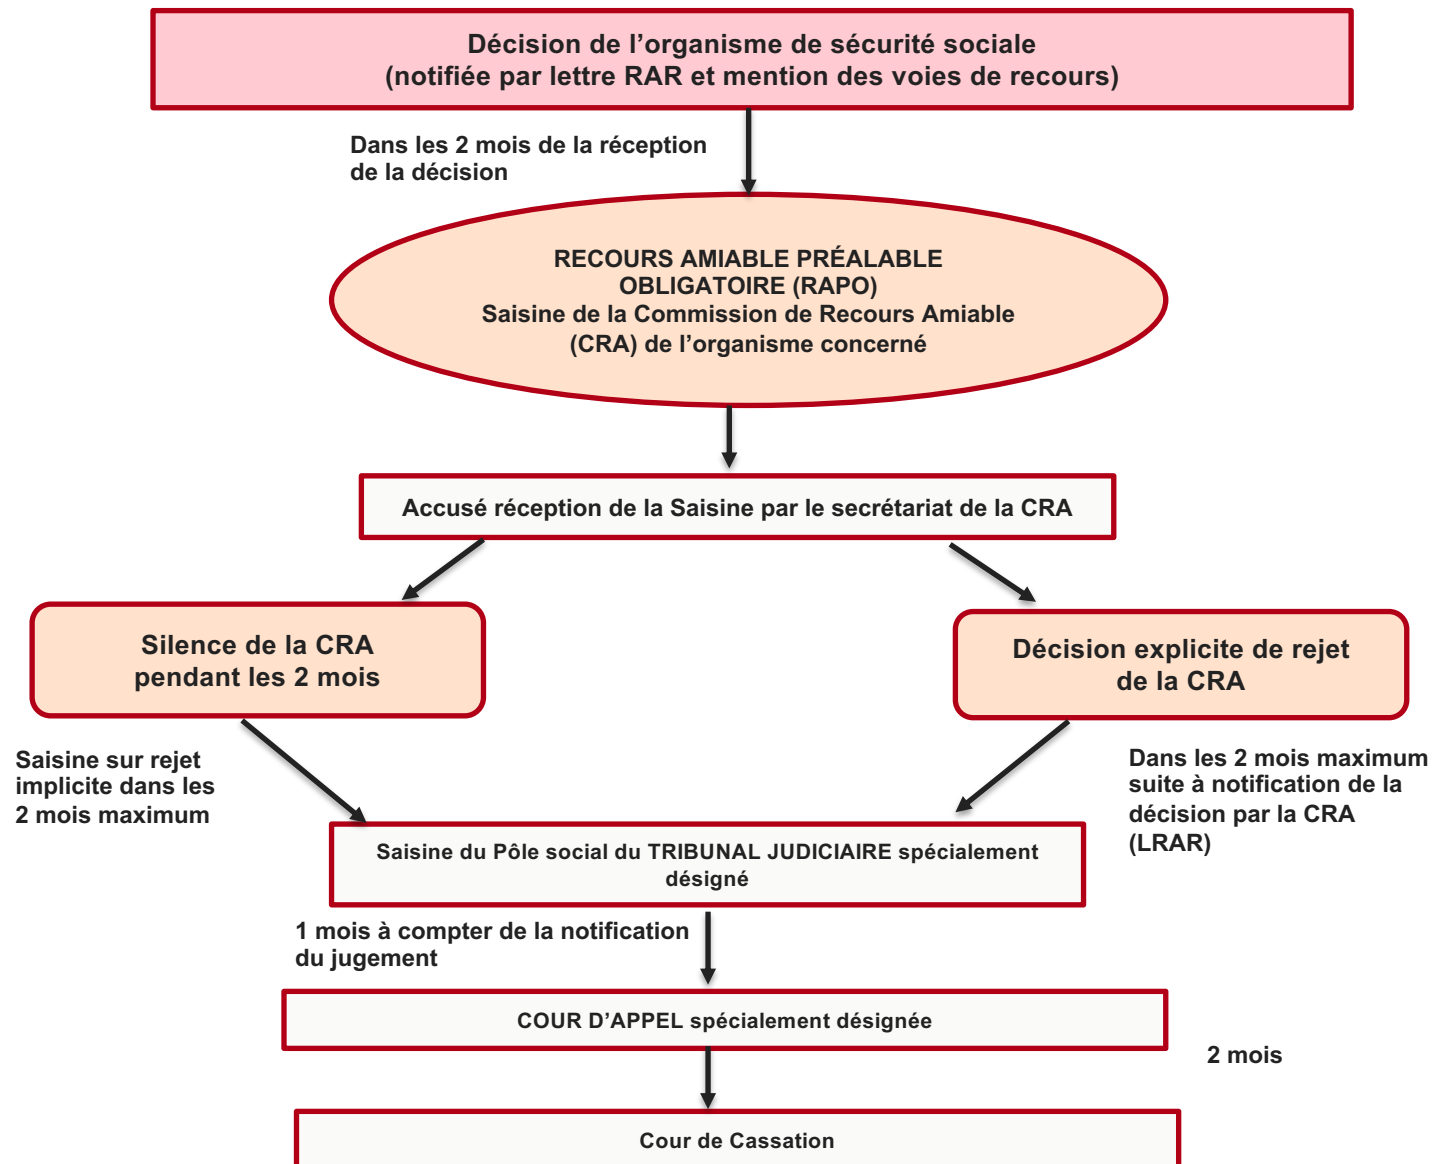 Décision de l’organisme de sécurité sociale
(notifiée par lettre RAR et mention des voies de recours)
Dans les 2 mois de la réception
de la décision
RECOURS AMIABLE PRÉALABLE
OBLIGATOIRE (RAPO)
Saisine de la Commission de Recours Amiable
(CRA) de l’organisme concerné
Accusé réception de la Saisine par le secrétariat de la CRA
Silence de la CRA
pendant les 2 mois
Décision explicite de rejet
de la CRA
Saisine sur rejet
implicite dans les
2 mois maximum
Dans les 2 mois maximum
suite à notification de la
décision par la CRA
(LRAR)
Saisine du Pôle social du TRIBUNAL JUDICIAIRE spécialement
désigné
1 mois à compter de la notification
du jugement
COUR D’APPEL spécialement désignée
2 mois
Cour de Cassation